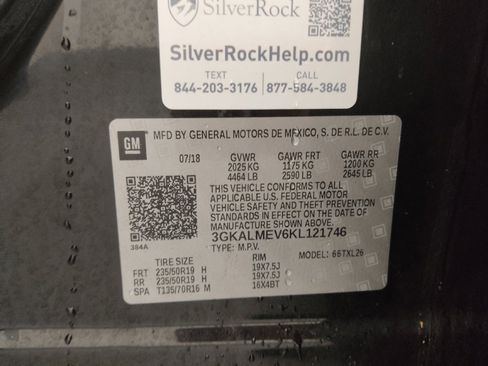 SilverRock
SilverRockHelp.com
TEXT CALL
844-203-3176 877-584-3848
GM
MFD BY GENERAL MOTORS DE MEXICO, S. DE R.L. DE C.V.
07/18 GVWR GAWR FRT GAWR RR
2025 KG 1175 KG 1200 KG
4464 LB 2590 LB 2645 LB
THIS VEHICLE CONFORMS TO ALL
APPLICABLE U.S. FEDERAL MOTOR
VEHICLE SAFETY AND THEFT PREVENTION
STANDARDS IN EFFECT ON THE DATE OF
MANUFACTURE SHOWN ABOVE.
3GKALMEV6KL121746
384A TYPE: M.P.V. MODEL: 66TXL26
TIRE SIZE RIM
FRT 235/50R19 H 19X7.5J
RR 235/50R19 H 19X7.5J
SPA T135/70R16 M 16X4BT